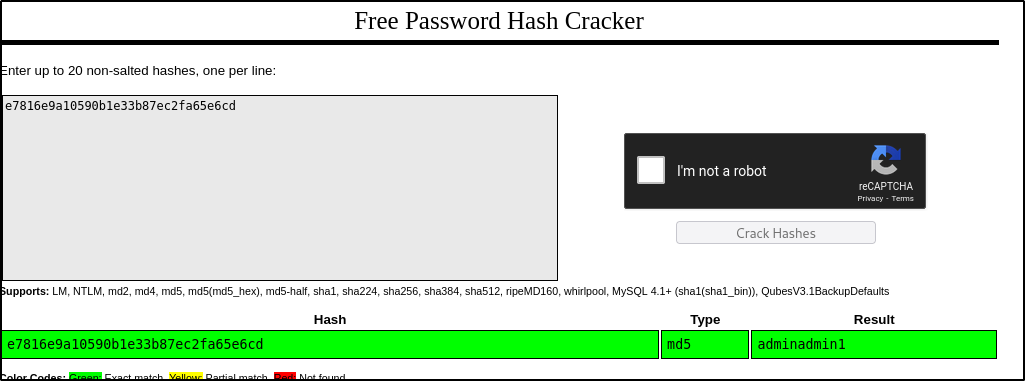 Free Password Hash Cracker
Enter up to 20 non-salted hashes, one per line:
e7816e9a10590b1e33b87ec2fa65e6cd
I'm not a robot
reCAPTCHA
Privacy - Terms
Crack Hashes
Supports: LM, NTLM, md2, md4, md5, md5(md5_hex), md5-half, sha1, sha224, sha256, sha384, sha512, ripeMD160, whirlpool, MySQL 4.1+ (sha1(sha1_bin)), QubesV3.1BackupDefaults
Hash Type Result
e7816e9a10590b1e33b87ec2fa65e6cd md5 adminadmin1
Color Codes: Green: Exact match, Yellow: Partial match, Red: Not found.